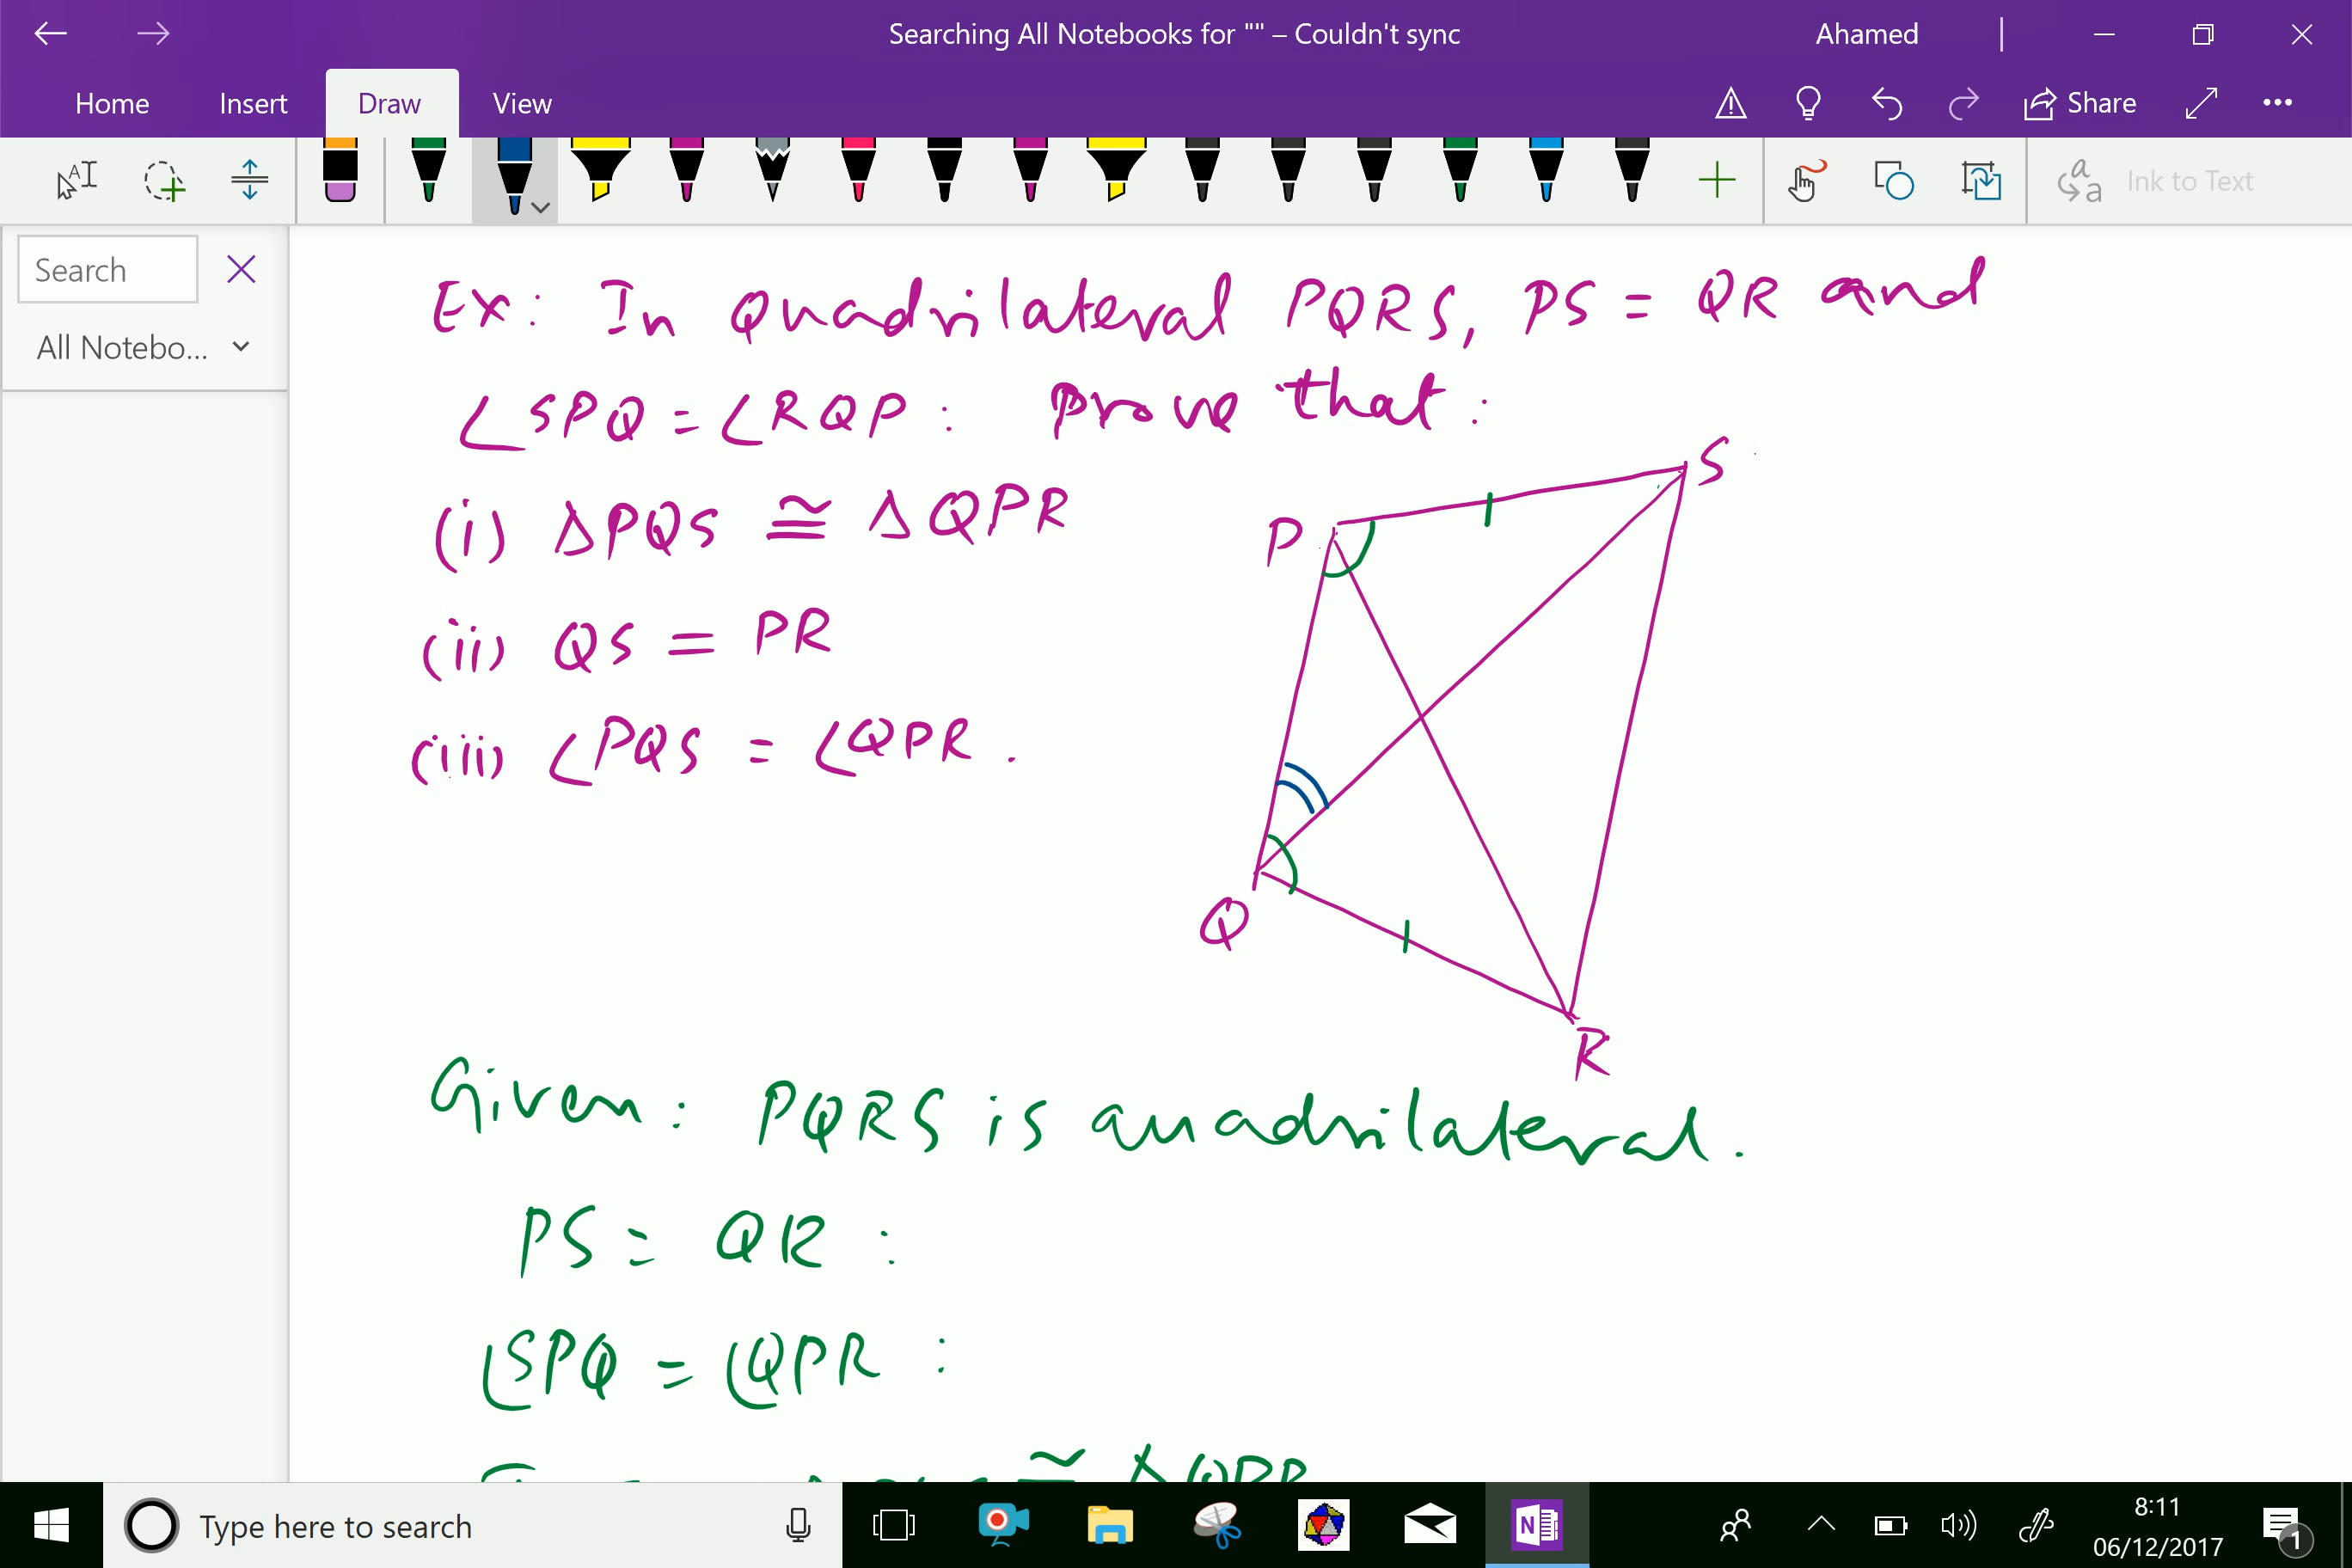 Searching All Notebooks for "" – Couldn't sync
Ahamed
Home Insert Draw View
Share
Ink to Text
Search
All Notebo...
Ex: In Quadrilateral PQRS, PS = QR and
∠SPQ = ∠RQP : Prove that :
(i) ΔPQS ≅ ΔQPR
(ii) QS = PR
(iii) ∠PQS = ∠QPR .
S
P
Q
R
Given : PQRS is quadrilateral.
PS = QR :
∠SPQ = ∠QPR :
≅ ΔQPR
Type here to search
N
8:11
06/12/2017
1